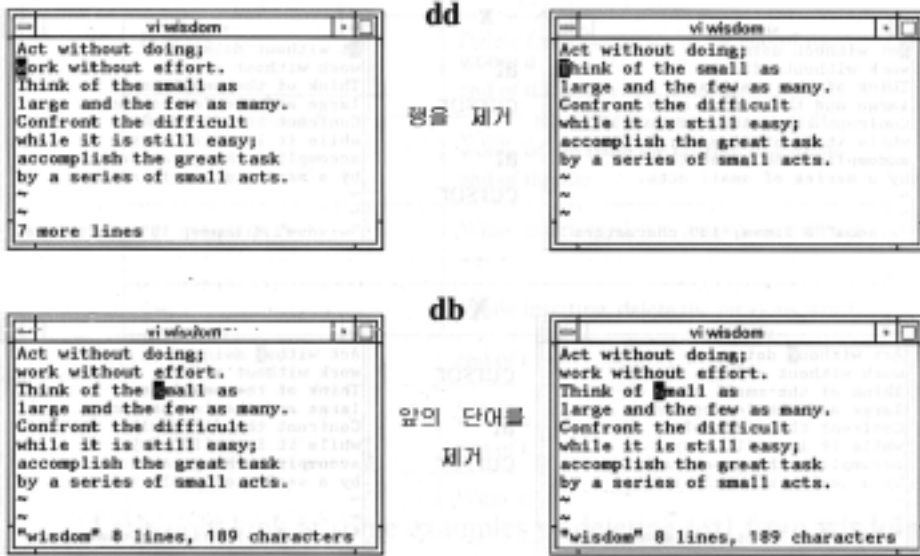 dd
vi wisdom
Act without doing;
work without effort.
Think of the small as
large and the few as many.
Confront the difficult
while it is still easy;
accomplish the great task
by a series of small acts.
~
~
7 more lines
행을 제거
vi wisdom
Act without doing;
Think of the small as
large and the few as many.
Confront the difficult
while it is still easy;
accomplish the great task
by a series of small acts.
~
~
~
db
vi wisdom
Act without doing;
work without effort.
Think of the small as
large and the few as many.
Confront the difficult
while it is still easy;
accomplish the great task
by a series of small acts.
~
~
"wisdom" 8 lines, 189 characters
앞의 단어를
제거
vi wisdom
Act without doing;
work without effort.
Think of small as
large and the few as many.
Confront the difficult
while it is still easy;
accomplish the great task
by a series of small acts.
~
~
"wisdom" 8 lines, 189 characters